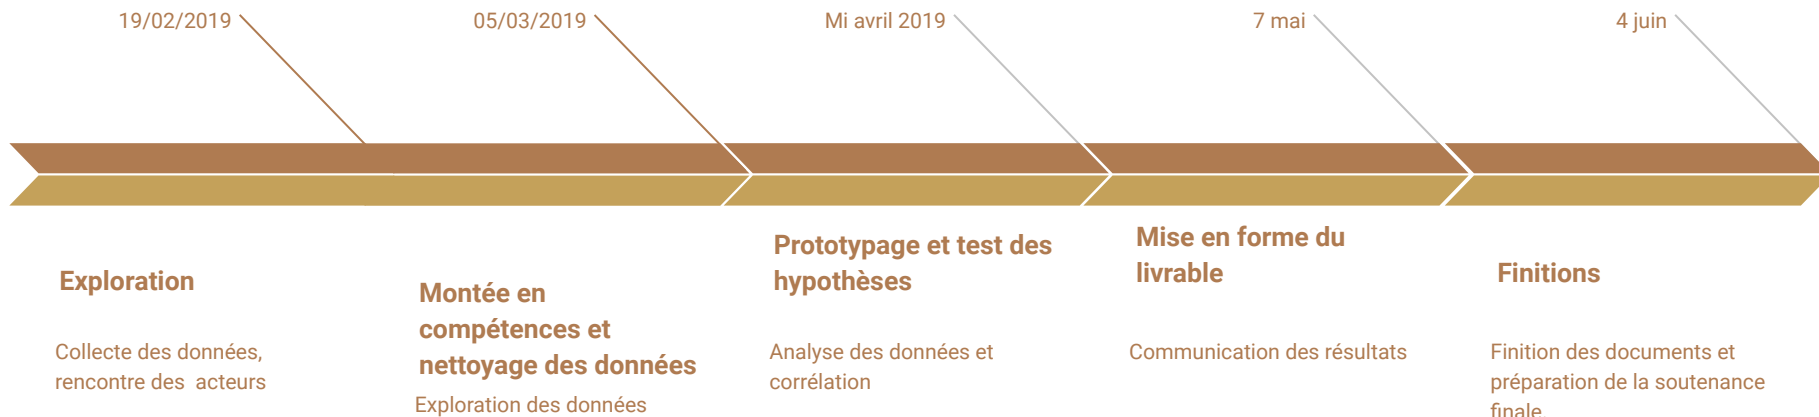 19/02/2019
05/03/2019
Mi avril 2019
7 mai
4 juin
Exploration
Collecte des données,
rencontre des acteurs
Montée en
compétences et
nettoyage des données
Exploration des données
Prototypage et test des
hypothèses
Analyse des données et
corrélation
Mise en forme du
livrable
Communication des résultats
Finitions
Finition des documents et
préparation de la soutenance
finale.